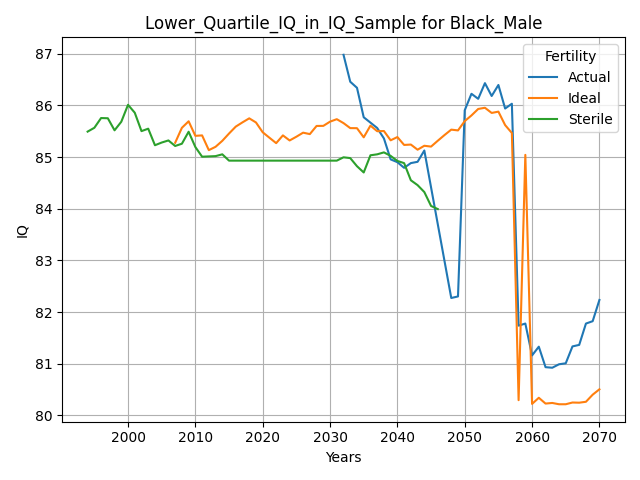 Lower_Quartile_IQ_in_IQ_Sample for Black_Male
Fertility
Actual
Ideal
Sterile
IQ
87
86
85
84
83
82
81
80
2000 2010 2020 2030 2040 2050 2060 2070
Years